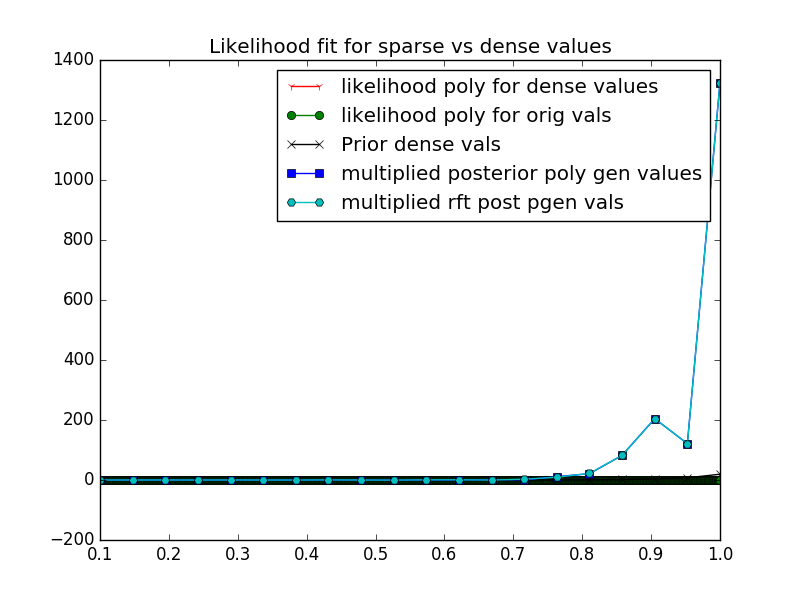 Likelihood fit for sparse vs dense values
1400
1200
1000
800
600
400
200
0
−200
0.1 0.2 0.3 0.4 0.5 0.6 0.7 0.8 0.9 1.0
likelihood poly for dense values
likelihood poly for orig vals
Prior dense vals
multiplied posterior poly gen values
multiplied rft post pgen vals